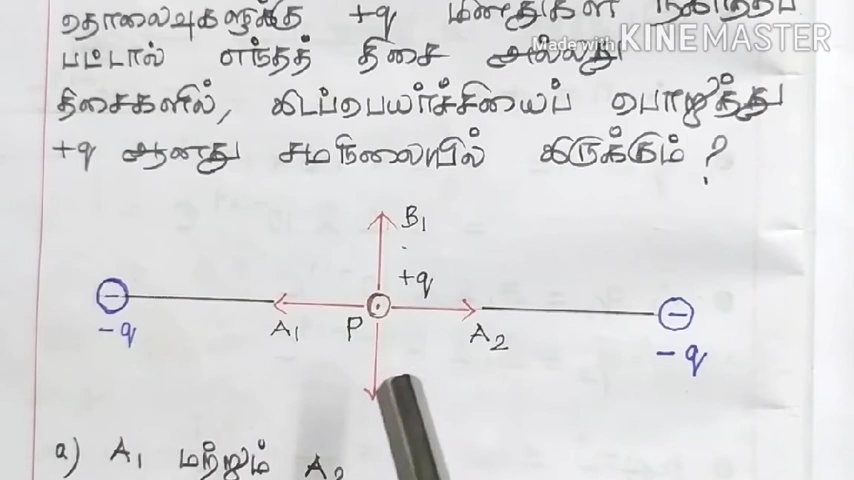 தொலைவுகளுக்கு +q மின்துகள் நகர்த்தப்
பட்டால் எந்தத் திசை அல்லது
Made with KINEMASTER
திசைகளில், இடப்பெயர்ச்சியைப் பொறுத்து
+q ஆனது சமநிலையில் இருக்கும் ?
B1
+q
-q A1 P A2 -q
a) A1 மற்றும் A2